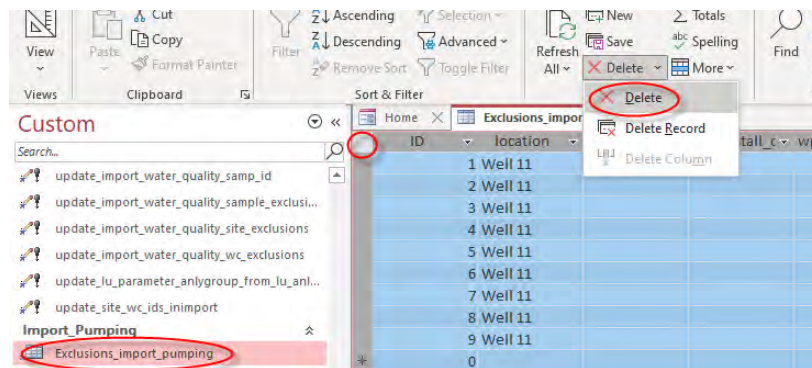 Cut
Ascending
Selection
New
Totals
View
Paste
Copy
Filter
Descending
Advanced
Refresh All
Save
abc Spelling
Find
Format Painter
Remove Sort
Toggle Filter
Delete
More
Views
Clipboard
Sort & Filter
Delete
Delete Record
Delete Column
Custom
Home
Exclusions_impor
Search...
ID
location
tall_c
wp
update_import_water_quality_samp_id
update_import_water_quality_sample_exclusi...
update_import_water_quality_site_exclusions
update_import_water_quality_wc_exclusions
update_lu_parameter_anlygroup_from_lu_anl...
update_site_wc_ids_inimport
Import_Pumping
Exclusions_import_pumping
1 Well 11
2 Well 11
3 Well 11
4 Well 11
5 Well 11
6 Well 11
7 Well 11
8 Well 11
9 Well 11
* 0